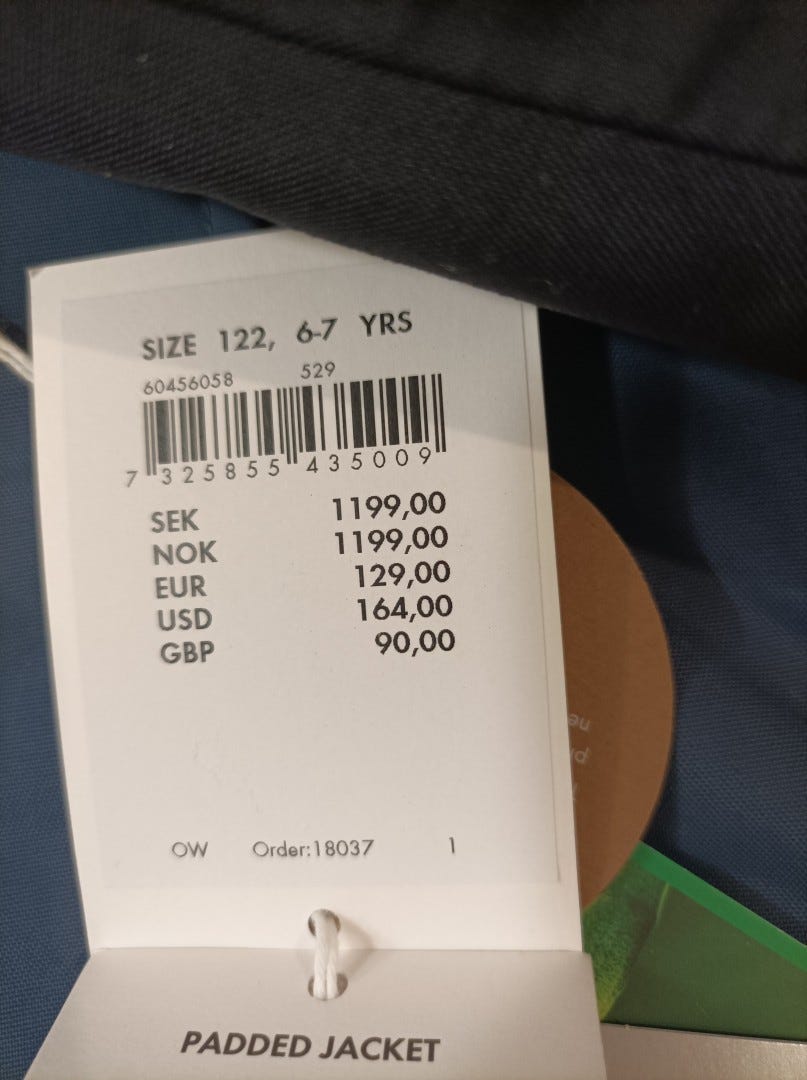 SIZE 122, 6-7 YRS
60456058 529
7 325855 435009
SEK 1199,00
NOK 1199,00
EUR 129,00
USD 164,00
GBP 90,00
OW Order:18037 1
PADDED JACKET